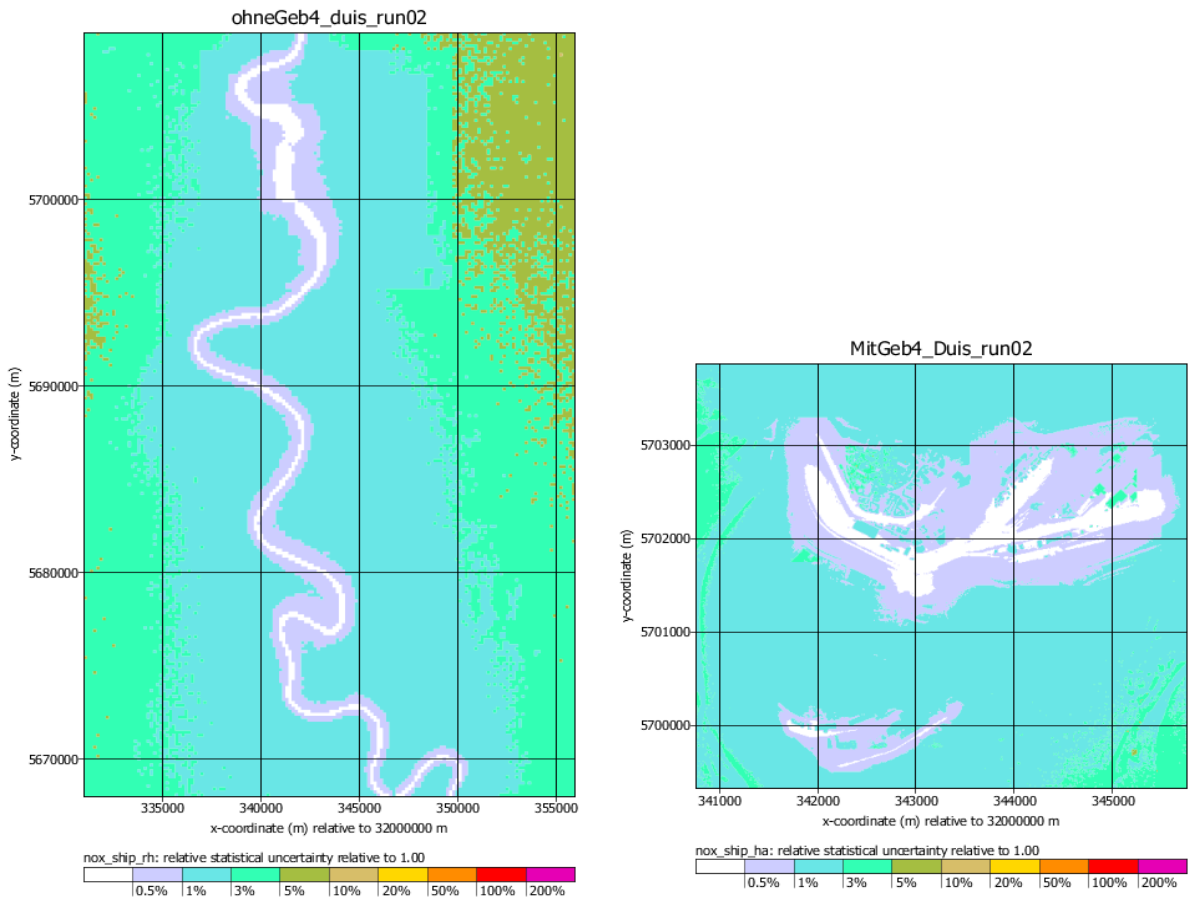 ohneGeb4_duis_run02
5700000
5690000
5680000
5670000
y-coordinate (m)
335000 340000 345000 350000 355000
x-coordinate (m) relative to 32000000 m
nox_ship_rh: relative statistical uncertainty relative to 1.00
0.5% 1% 3% 5% 10% 20% 50% 100% 200%
MitGeb4_Duis_run02
5703000
5702000
5701000
5700000
y-coordinate (m)
341000 342000 343000 344000 345000
x-coordinate (m) relative to 32000000 m
nox_ship_ha: relative statistical uncertainty relative to 1.00
0.5% 1% 3% 5% 10% 20% 50% 100% 200%